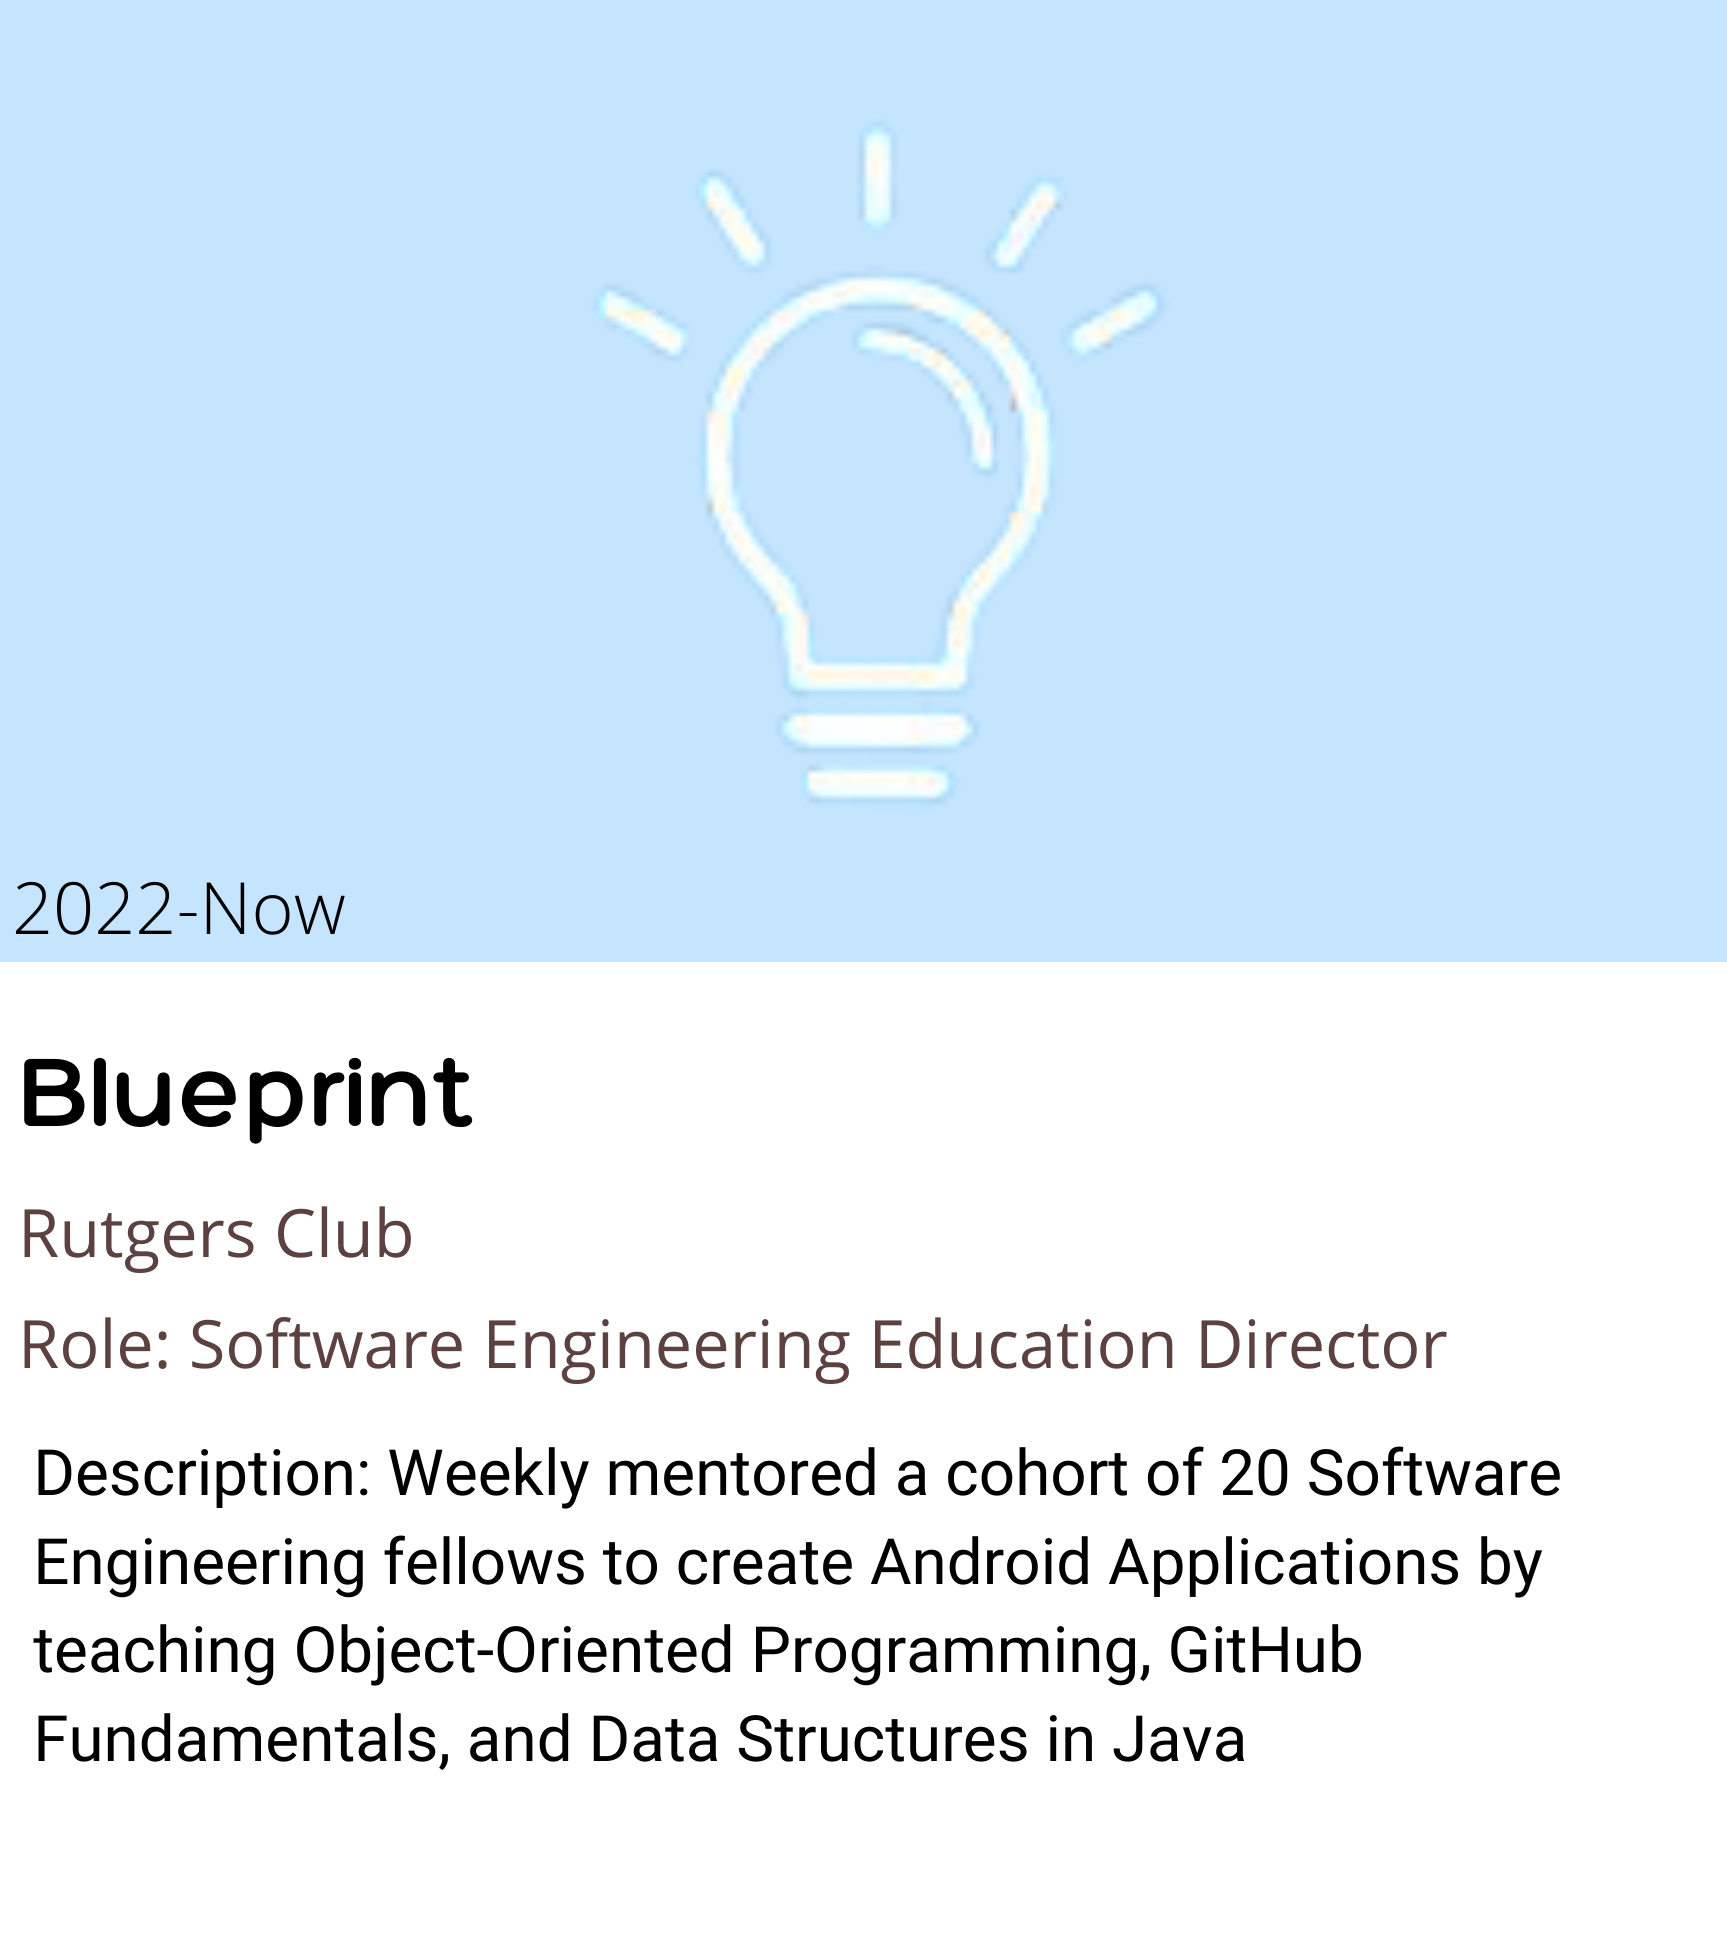 2022-Now
Blueprint
Rutgers Club
Role: Software Engineering Education Director
Description: Weekly mentored a cohort of 20 Software
Engineering fellows to create Android Applications by
teaching Object-Oriented Programming, GitHub
Fundamentals, and Data Structures in Java